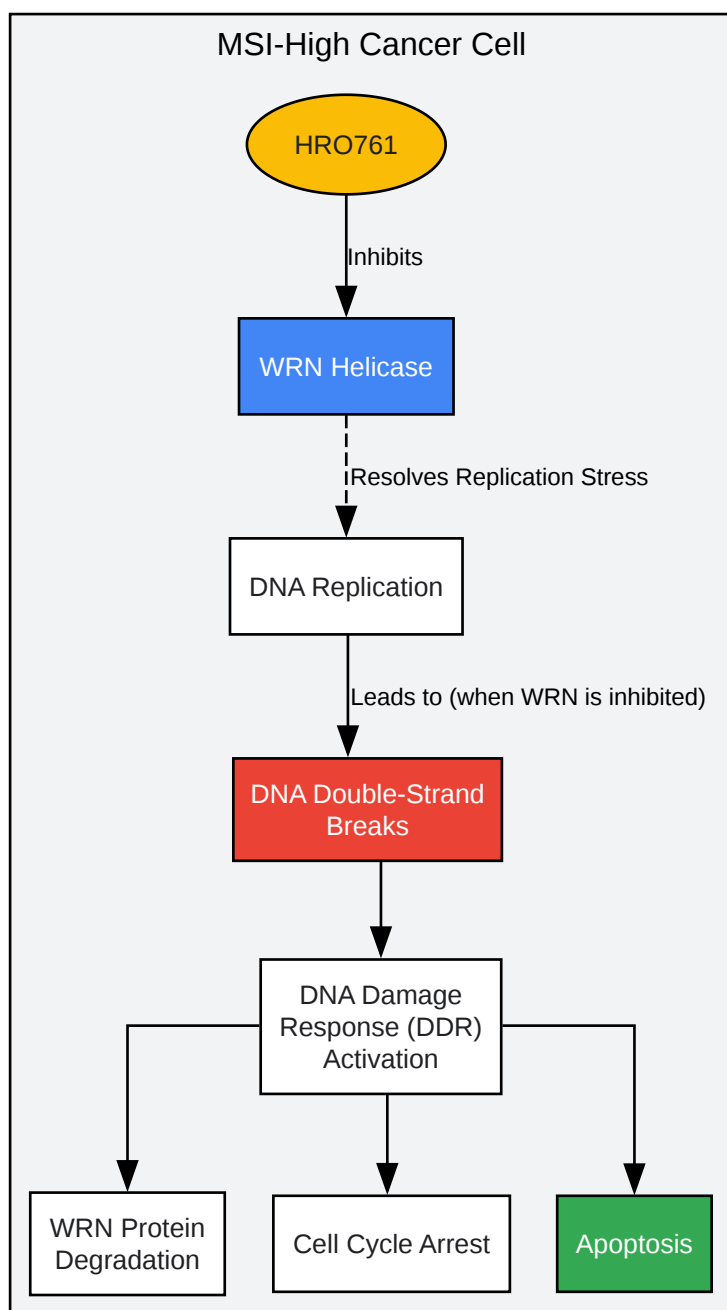 MSI-High Cancer Cell
HRO761
Inhibits
WRN Helicase
Resolves Replication Stress
DNA Replication
Leads to (when WRN is inhibited)
DNA Double-Strand
Breaks
DNA Damage
Response (DDR)
Activation
WRN Protein
Degradation
Cell Cycle Arrest
Apoptosis